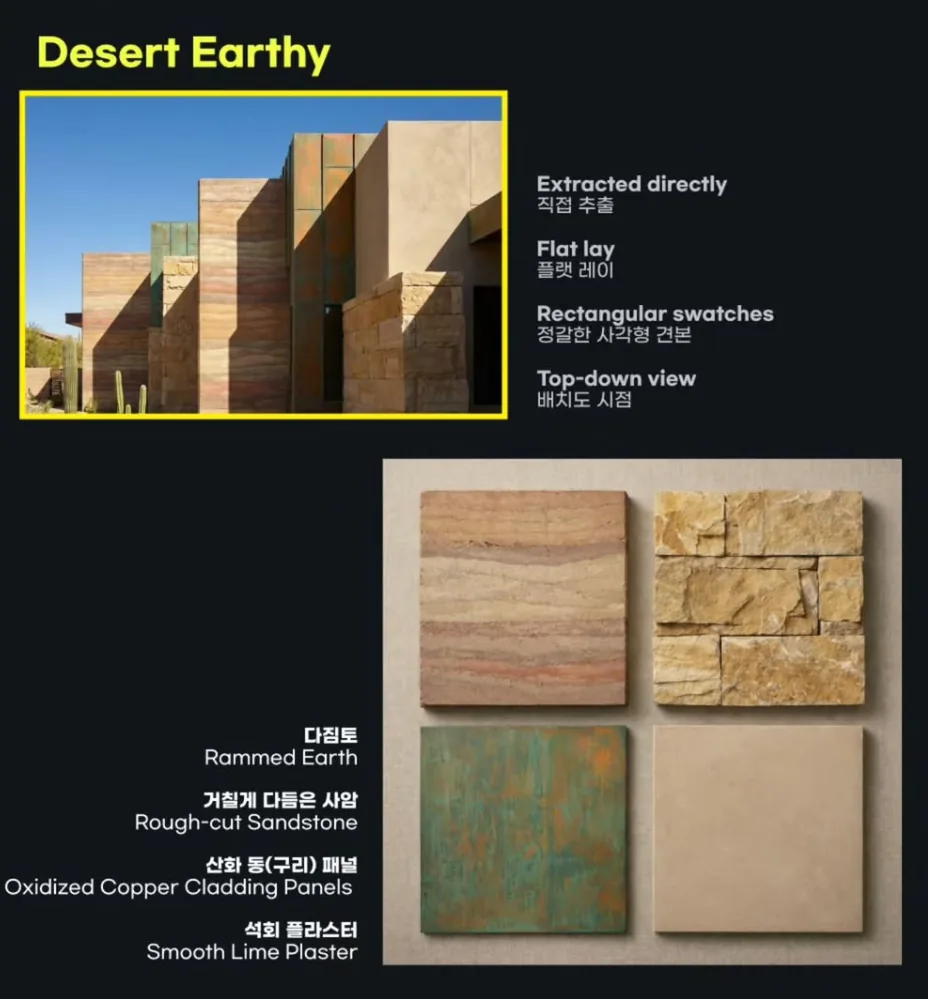 Desert Earthy
Extracted directly
직접 추출
Flat lay
플랫 레이
Rectangular swatches
정갈한 사각형 견본
Top-down view
배치도 시점
다짐토
Rammed Earth
거칠게 다듬은 사암
Rough-cut Sandstone
산화 동(구리) 패널
Oxidized Copper Cladding Panels
석회 플라스터
Smooth Lime Plaster